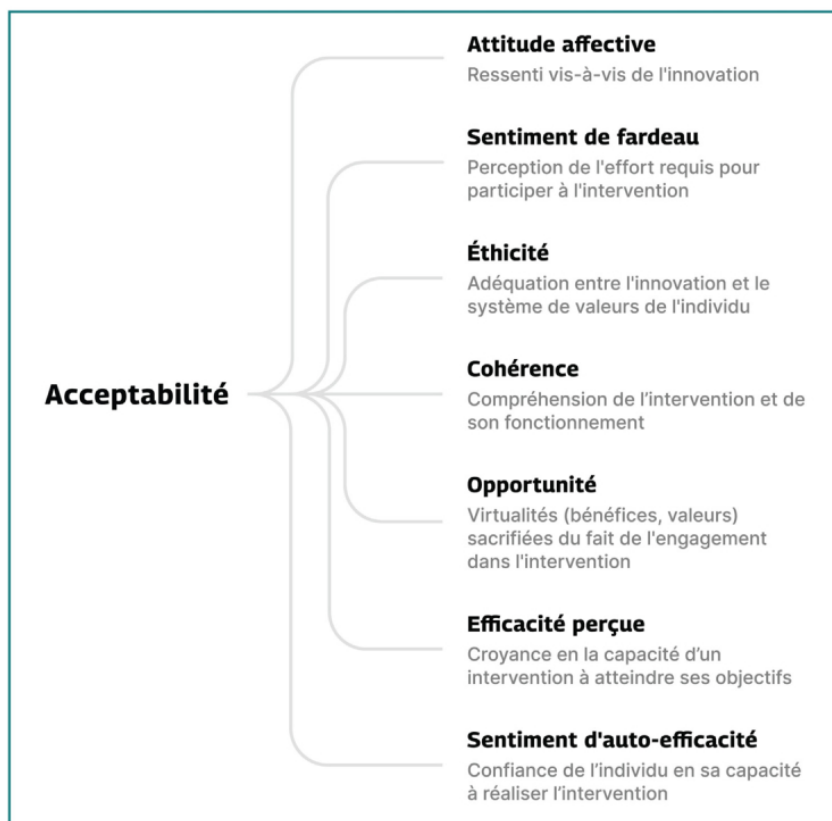 Attitude affective
Ressenti vis-à-vis de l'innovation
Sentiment de fardeau
Perception de l'effort requis pour
participer à l'intervention
Éthicité
Adéquation entre l'innovation et le
système de valeurs de l'individu
Acceptabilité
Cohérence
Compréhension de l'intervention et de
son fonctionnement
Opportunité
Virtualités (bénéfices, valeurs)
sacrifiées du fait de l'engagement
dans l'intervention
Efficacité perçue
Croyance en la capacité d'un
intervention à atteindre ses objectifs
Sentiment d'auto-efficacité
Confiance de l'individu en sa capacité
à réaliser l'intervention